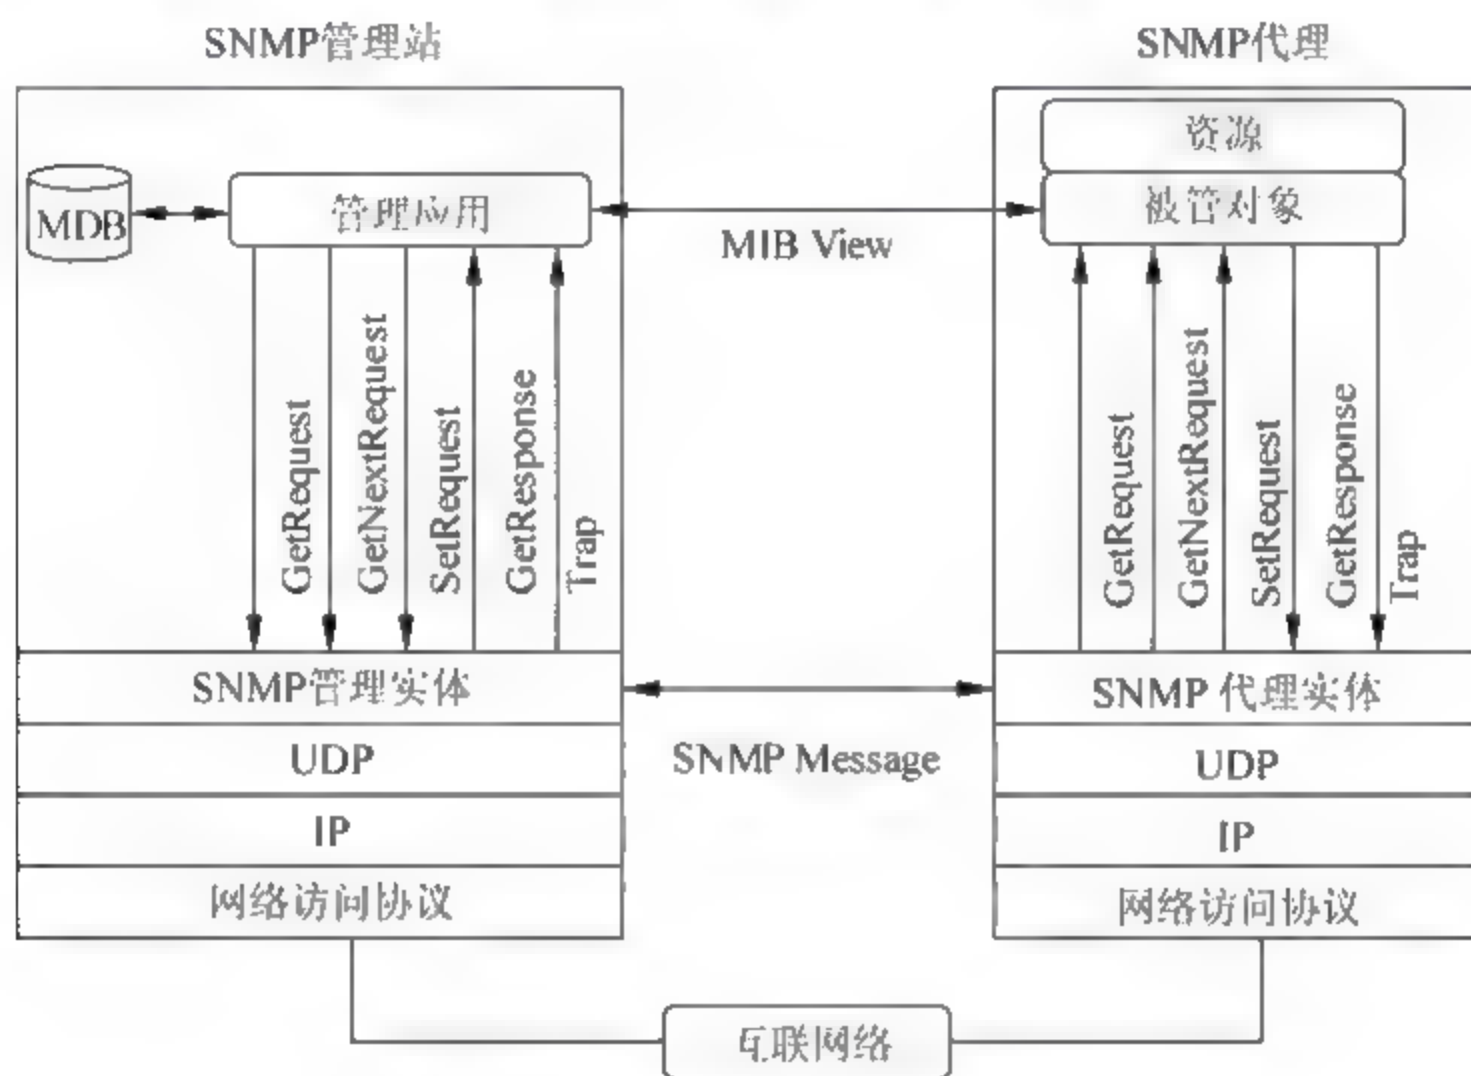 SNMP管理站
SNMP代理
资源
MDB
管理应用
被管对象
MIB View
GetRequest
GetNextRequest
SetRequest
GetResponse
Trap
GetRequest
GetNextRequest
SetRequest
GetResponse
Trap
SNMP管理实体
SNMP 代理实体
UDP
SNMP Message
UDP
IP
IP
网络访问协议
网络访问协议
互联网络